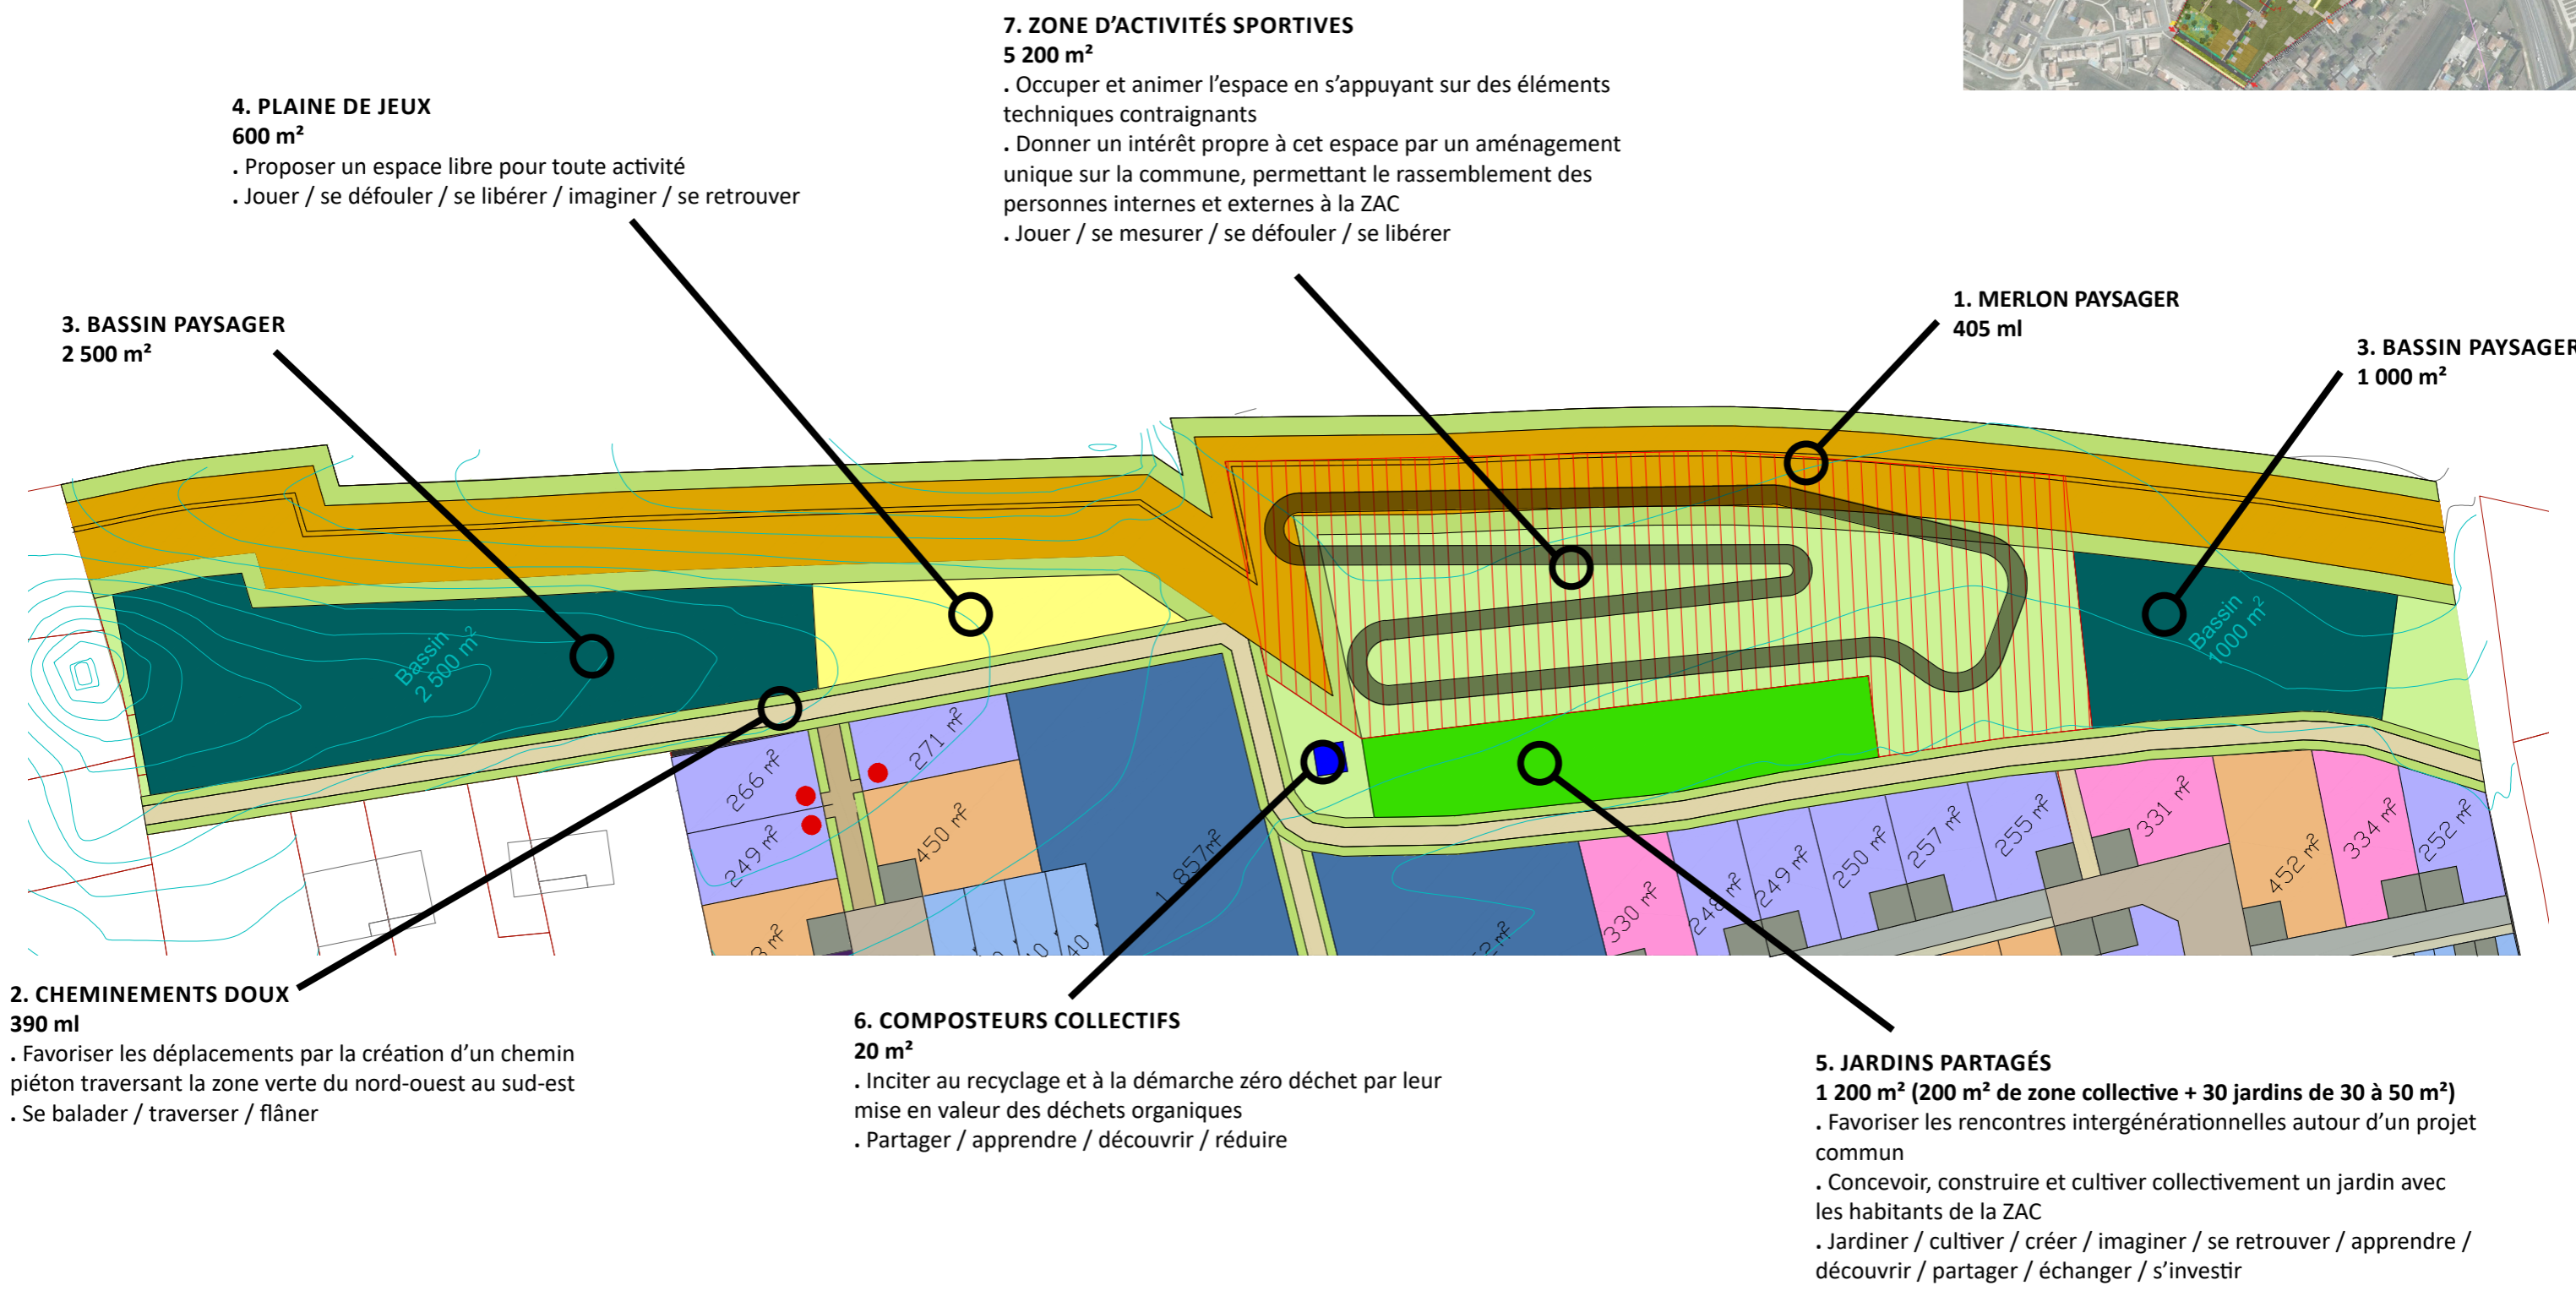 7. ZONE D'ACTIVITÉS SPORTIVES
5 200 m²
. Occuper et animer l'espace en s'appuyant sur des éléments
techniques contraignants
. Donner un intérêt propre à cet espace par un aménagement
unique sur la commune, permettant le rassemblement des
personnes internes et externes à la ZAC
. Jouer / se mesurer / se défouler / se libérer
4. PLAINE DE JEUX
600 m²
. Proposer un espace libre pour toute activité
. Jouer / se défouler / se libérer / imaginer / se retrouver
3. BASSIN PAYSAGER
2 500 m²
1. MERLON PAYSAGER
405 ml
3. BASSIN PAYSAGER
1 000 m²
Bassin
2 500 m²
Bassin
1000 m²
266 m²
271 m²
249 m²
450 m²
1 857m²
330 m²
248 m²
249 m²
250 m²
257 m²
255 m²
331 m²
452 m²
334 m²
252 m²
2. CHEMINEMENTS DOUX
390 ml
. Favoriser les déplacements par la création d'un chemin
piéton traversant la zone verte du nord-ouest au sud-est
. Se balader / traverser / flâner
6. COMPOSTEURS COLLECTIFS
20 m²
. Inciter au recyclage et à la démarche zéro déchet par leur
mise en valeur des déchets organiques
. Partager / apprendre / découvrir / réduire
5. JARDINS PARTAGÉS
1 200 m² (200 m² de zone collective + 30 jardins de 30 à 50 m²)
. Favoriser les rencontres intergénérationnelles autour d'un projet
commun
. Concevoir, construire et cultiver collectivement un jardin avec
les habitants de la ZAC
. Jardiner / cultiver / créer / imaginer / se retrouver / apprendre /
découvrir / partager / échanger / s'investir